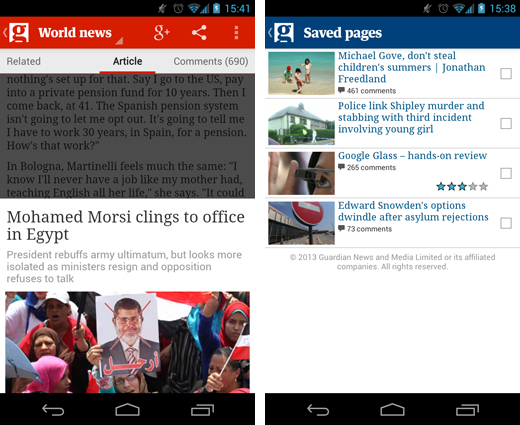 15:41
g World news
g+
Related Article Comments (690)
nothing's set up for that. Say I go to the US, pay
into a private pension fund for 10 years. Then I
come back, at 41. The Spanish pension system
isn't going to let me opt out. It's going to tell me
I have to work 30 years, in Spain, for a pension.
How's that work?"
In Bologna, Martinelli feels much the same: "I
know I'll never have a job like my mother had,
teaching English all her life," she says. "It could
Mohamed Morsi clings to office
in Egypt
President rebuffs army ultimatum, but looks more
isolated as ministers resign and opposition
refuses to talk
إرحل
15:38
g Saved pages
Michael Gove, don't steal
children's summers | Jonathan
Freedland
461 comments
Police link Shipley murder and
stabbing with third incident
involving young girl
Google Glass – hands-on review
265 comments
Edward Snowden's options
dwindle after asylum rejections
73 comments
© 2013 Guardian News and Media Limited or its affiliated
companies. All rights reserved.